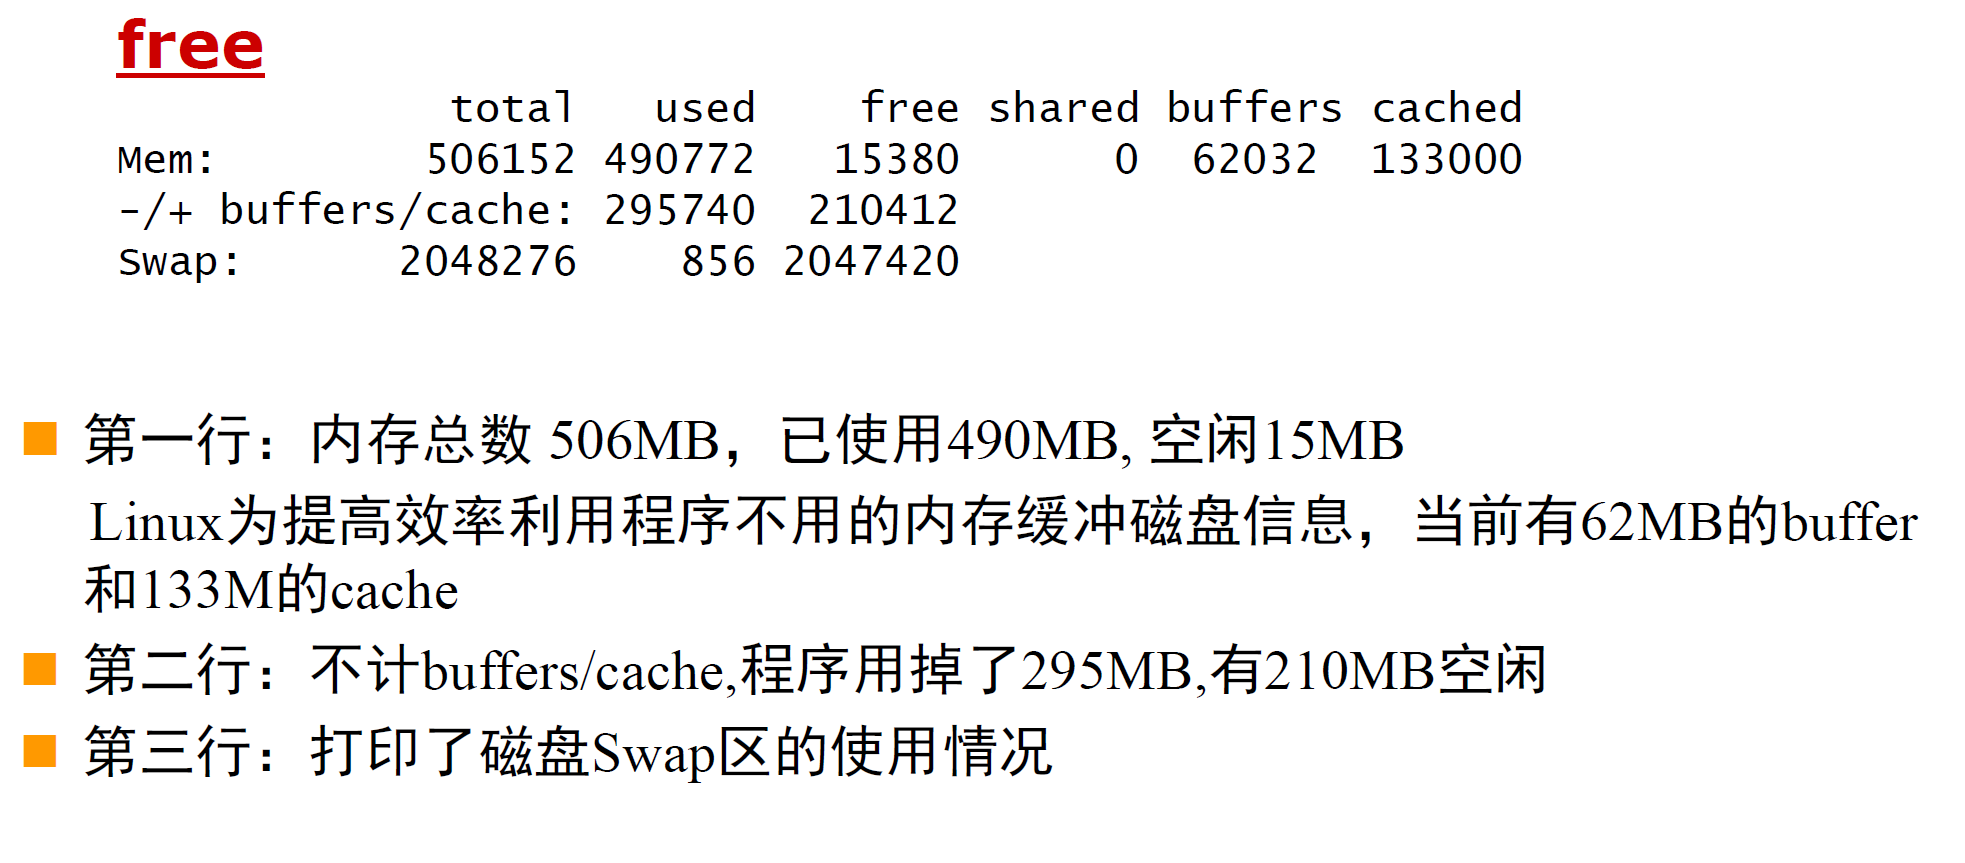 free
total used free shared buffers cached
Mem: 506152 490772 15380 0 62032 133000
-/+ buffers/cache: 295740 210412
Swap: 2048276 856 2047420
第一行：内存总数 506MB，已使用490MB, 空闲15MB
Linux为提高效率利用程序不用的内存缓冲磁盘信息，当前有62MB的buffer
和133M的cache
第二行：不计buffers/cache,程序用掉了295MB,有210MB空闲
第三行：打印了磁盘Swap区的使用情况